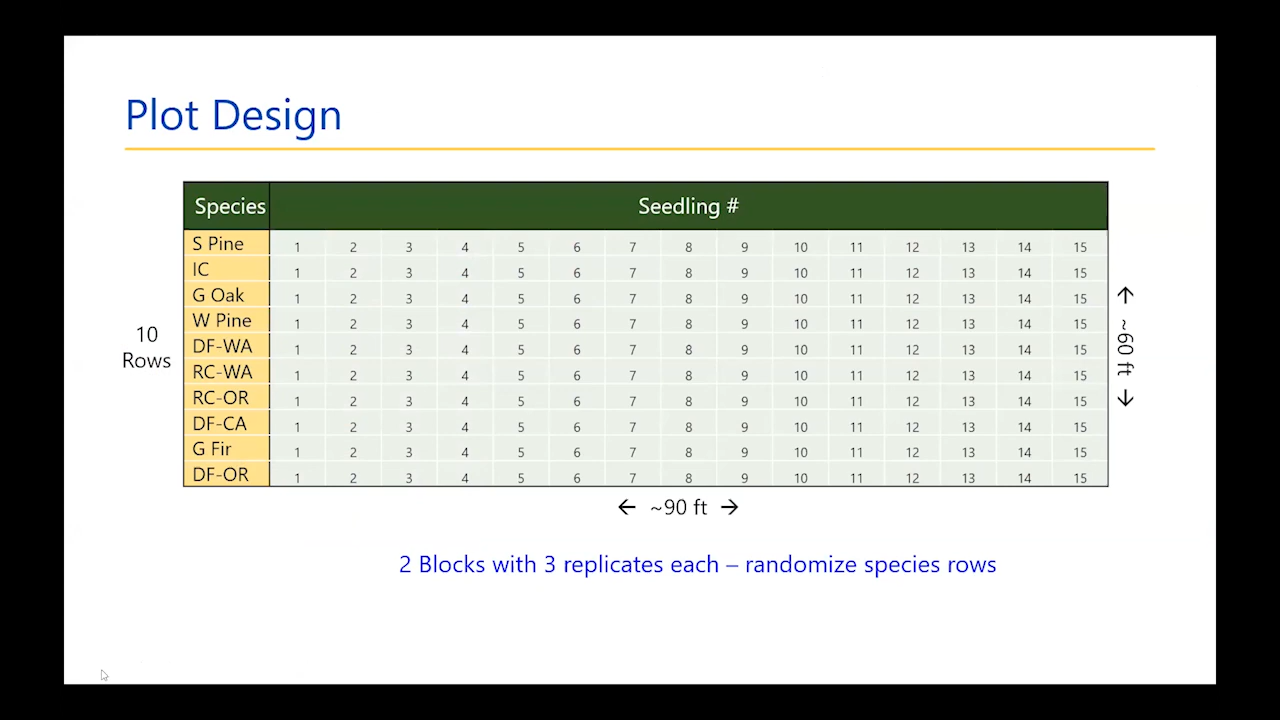 Plot Design
Species Seedling #
S Pine 1 2 3 4 5 6 7 8 9 10 11 12 13 14 15
IC 1 2 3 4 5 6 7 8 9 10 11 12 13 14 15
G Oak 1 2 3 4 5 6 7 8 9 10 11 12 13 14 15
W Pine 1 2 3 4 5 6 7 8 9 10 11 12 13 14 15
DF-WA 1 2 3 4 5 6 7 8 9 10 11 12 13 14 15
RC-WA 1 2 3 4 5 6 7 8 9 10 11 12 13 14 15
RC-OR 1 2 3 4 5 6 7 8 9 10 11 12 13 14 15
DF-CA 1 2 3 4 5 6 7 8 9 10 11 12 13 14 15
G Fir 1 2 3 4 5 6 7 8 9 10 11 12 13 14 15
DF-OR 1 2 3 4 5 6 7 8 9 10 11 12 13 14 15
10
Rows
← ~60 ft →
← ~90 ft →
2 Blocks with 3 replicates each – randomize species rows